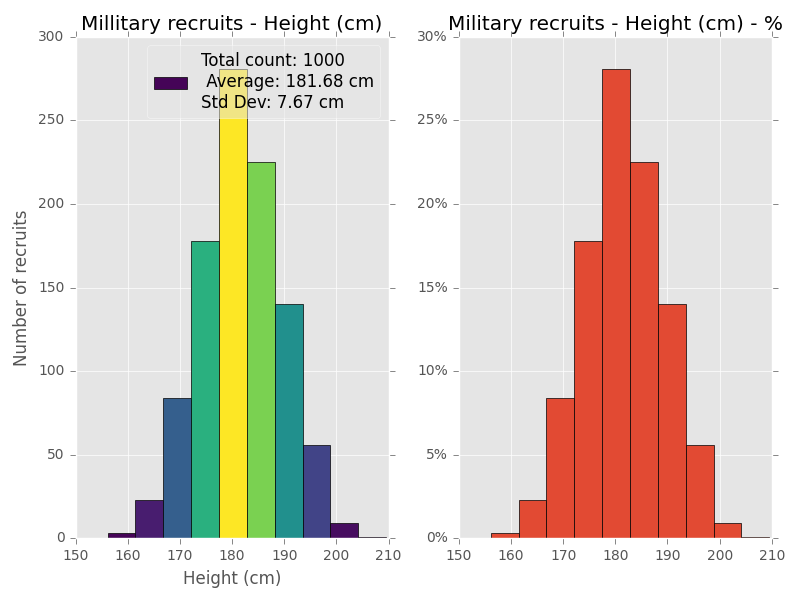 Millitary recruits - Height (cm)
300
250
200
150
100
50
0
Number of recruits
Total count: 1000
Average: 181.68 cm
Std Dev: 7.67 cm
150 160 170 180 190 200 210
Height (cm)
Military recruits - Height (cm) - %
30%
25%
20%
15%
10%
5%
0%
150 160 170 180 190 200 210